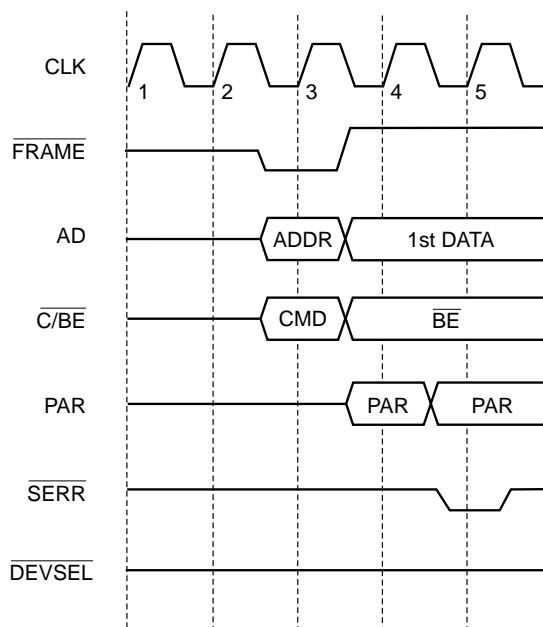 CLK
1 2 3 4 5
FRAME
AD ADDR 1st DATA
C/BE CMD BE
PAR PAR PAR
SERR
DEVSEL